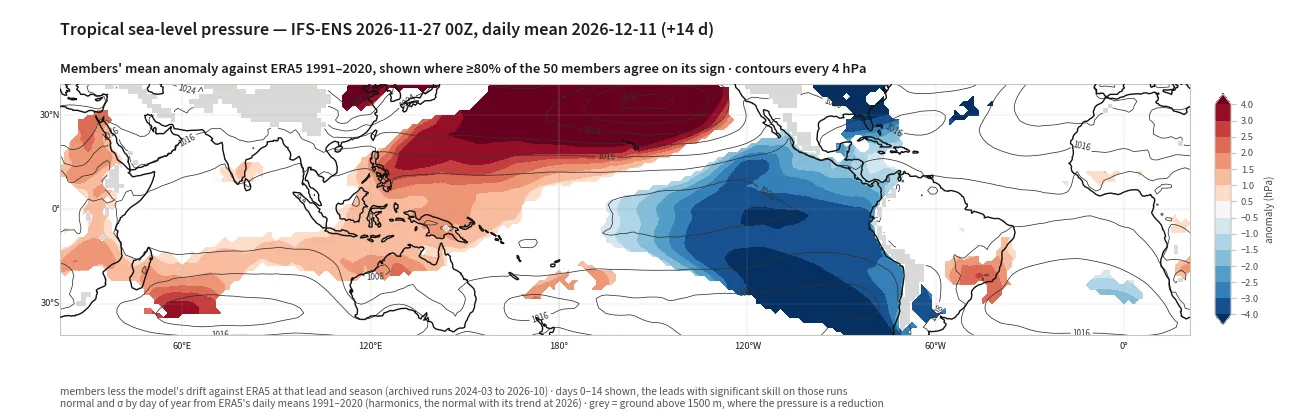 Tropical sea-level pressure — IFS-ENS 2026-11-27 00Z, daily mean 2026-12-11 (+14 d)
Members' mean anomaly against ERA5 1991–2020, shown where ≥80% of the 50 members agree on its sign · contours every 4 hPa
30°N
0°
30°S
60°E
120°E
180°
120°W
60°W
0°
1024
1016
1016
1016
1016
1016
1008
1016
1016
1016
4.0
3.0
2.5
2.0
1.5
1.0
0.5
−0.5
−1.0
−1.5
−2.0
−2.5
−3.0
−4.0
anomaly (hPa)
members less the model's drift against ERA5 at that lead and season (archived runs 2024-03 to 2026-10) · days 0–14 shown, the leads with significant skill on those runs
normal and σ by day of year from ERA5's daily means 1991–2020 (harmonics, the normal with its trend at 2026) · grey = ground above 1500 m, where the pressure is a reduction